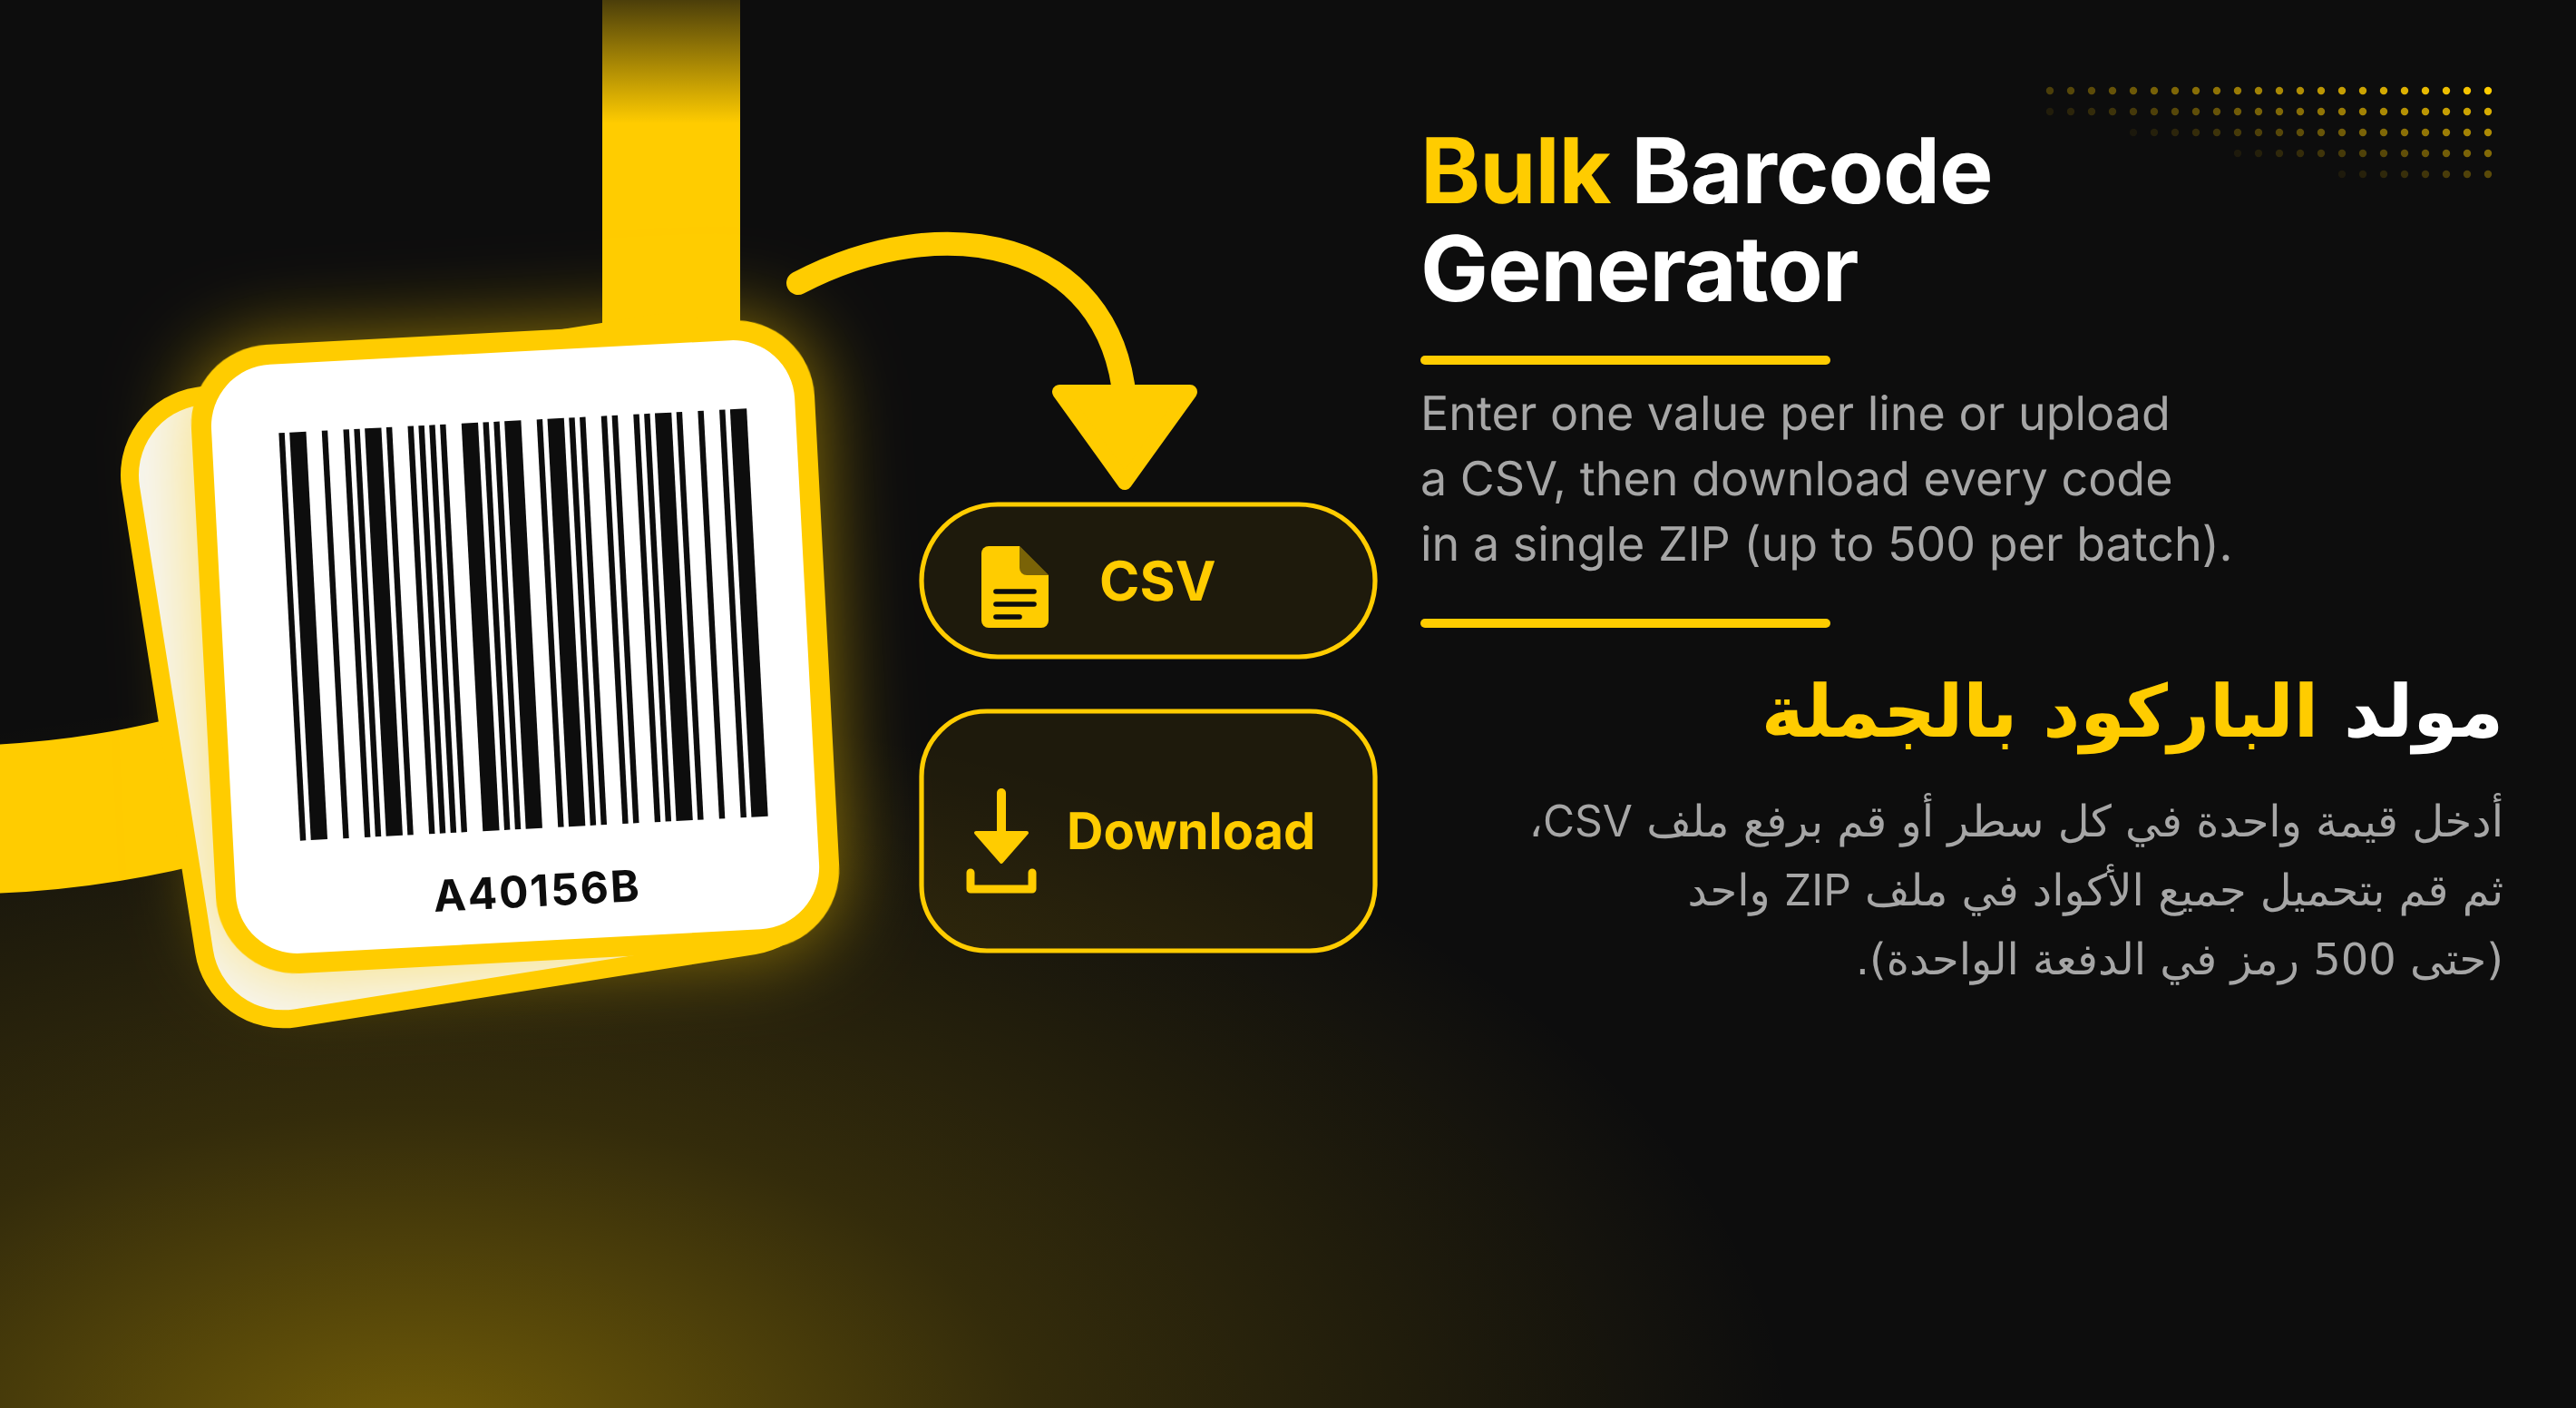 Bulk Barcode
Generator
Enter one value per line or upload
a CSV, then download every code
in a single ZIP (up to 500 per batch).
CSV
Download
A40156B
مولد الباركود بالجملة
أدخل قيمة واحدة في كل سطر أو قم برفع ملف CSV،
ثم قم بتحميل جميع الأكواد في ملف ZIP واحد
(حتى 500 رمز في الدفعة الواحدة).